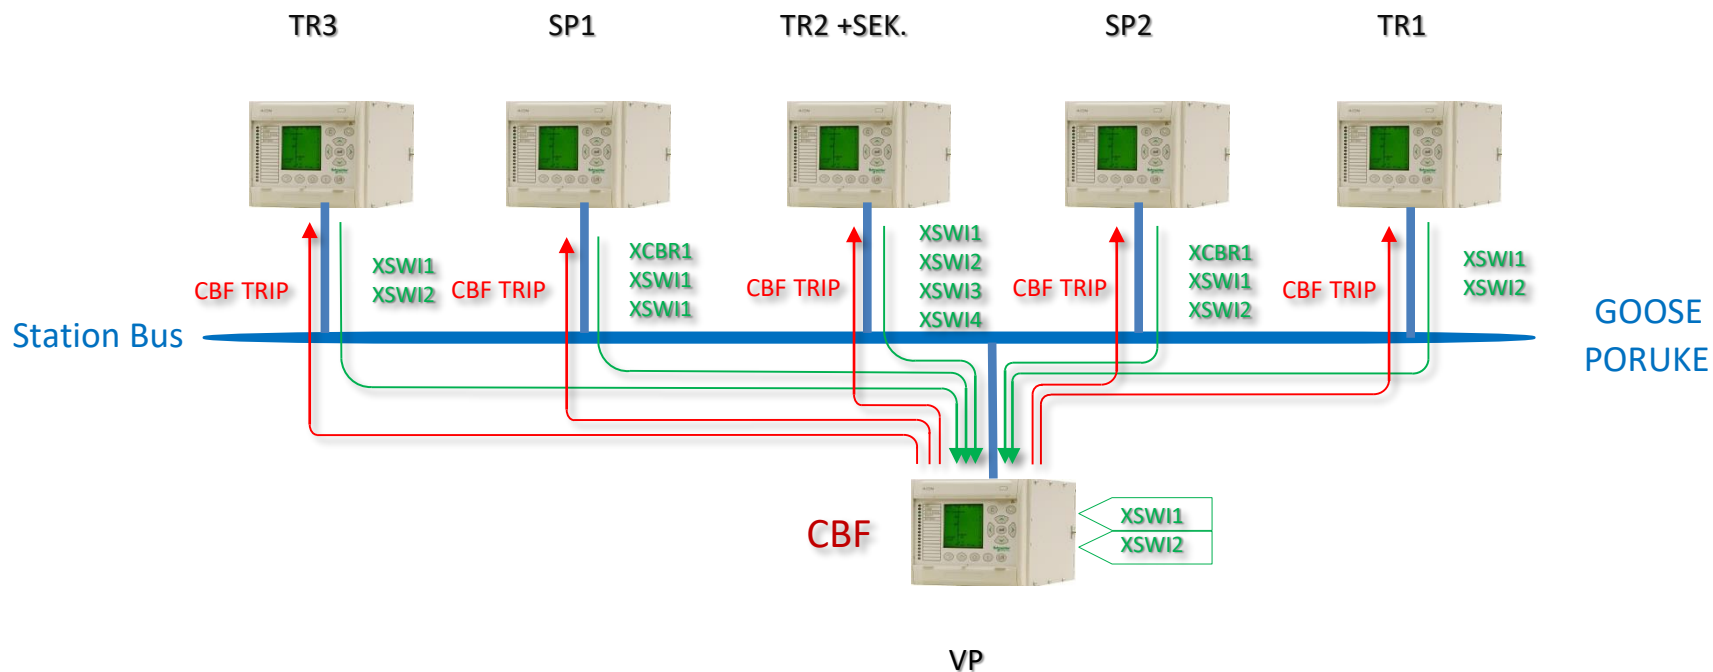 TR3
SP1
TR2 +SEK.
SP2
TR1
CBF TRIP
XSWI1
XSWI2
CBF TRIP
XCBR1
XSWI1
XSWI1
CBF TRIP
XSWI1
XSWI2
XSWI3
XSWI4
CBF TRIP
XCBR1
XSWI1
XSWI2
CBF TRIP
XSWI1
XSWI2
Station Bus
GOOSE
PORUKE
CBF
XSWI1
XSWI2
VP